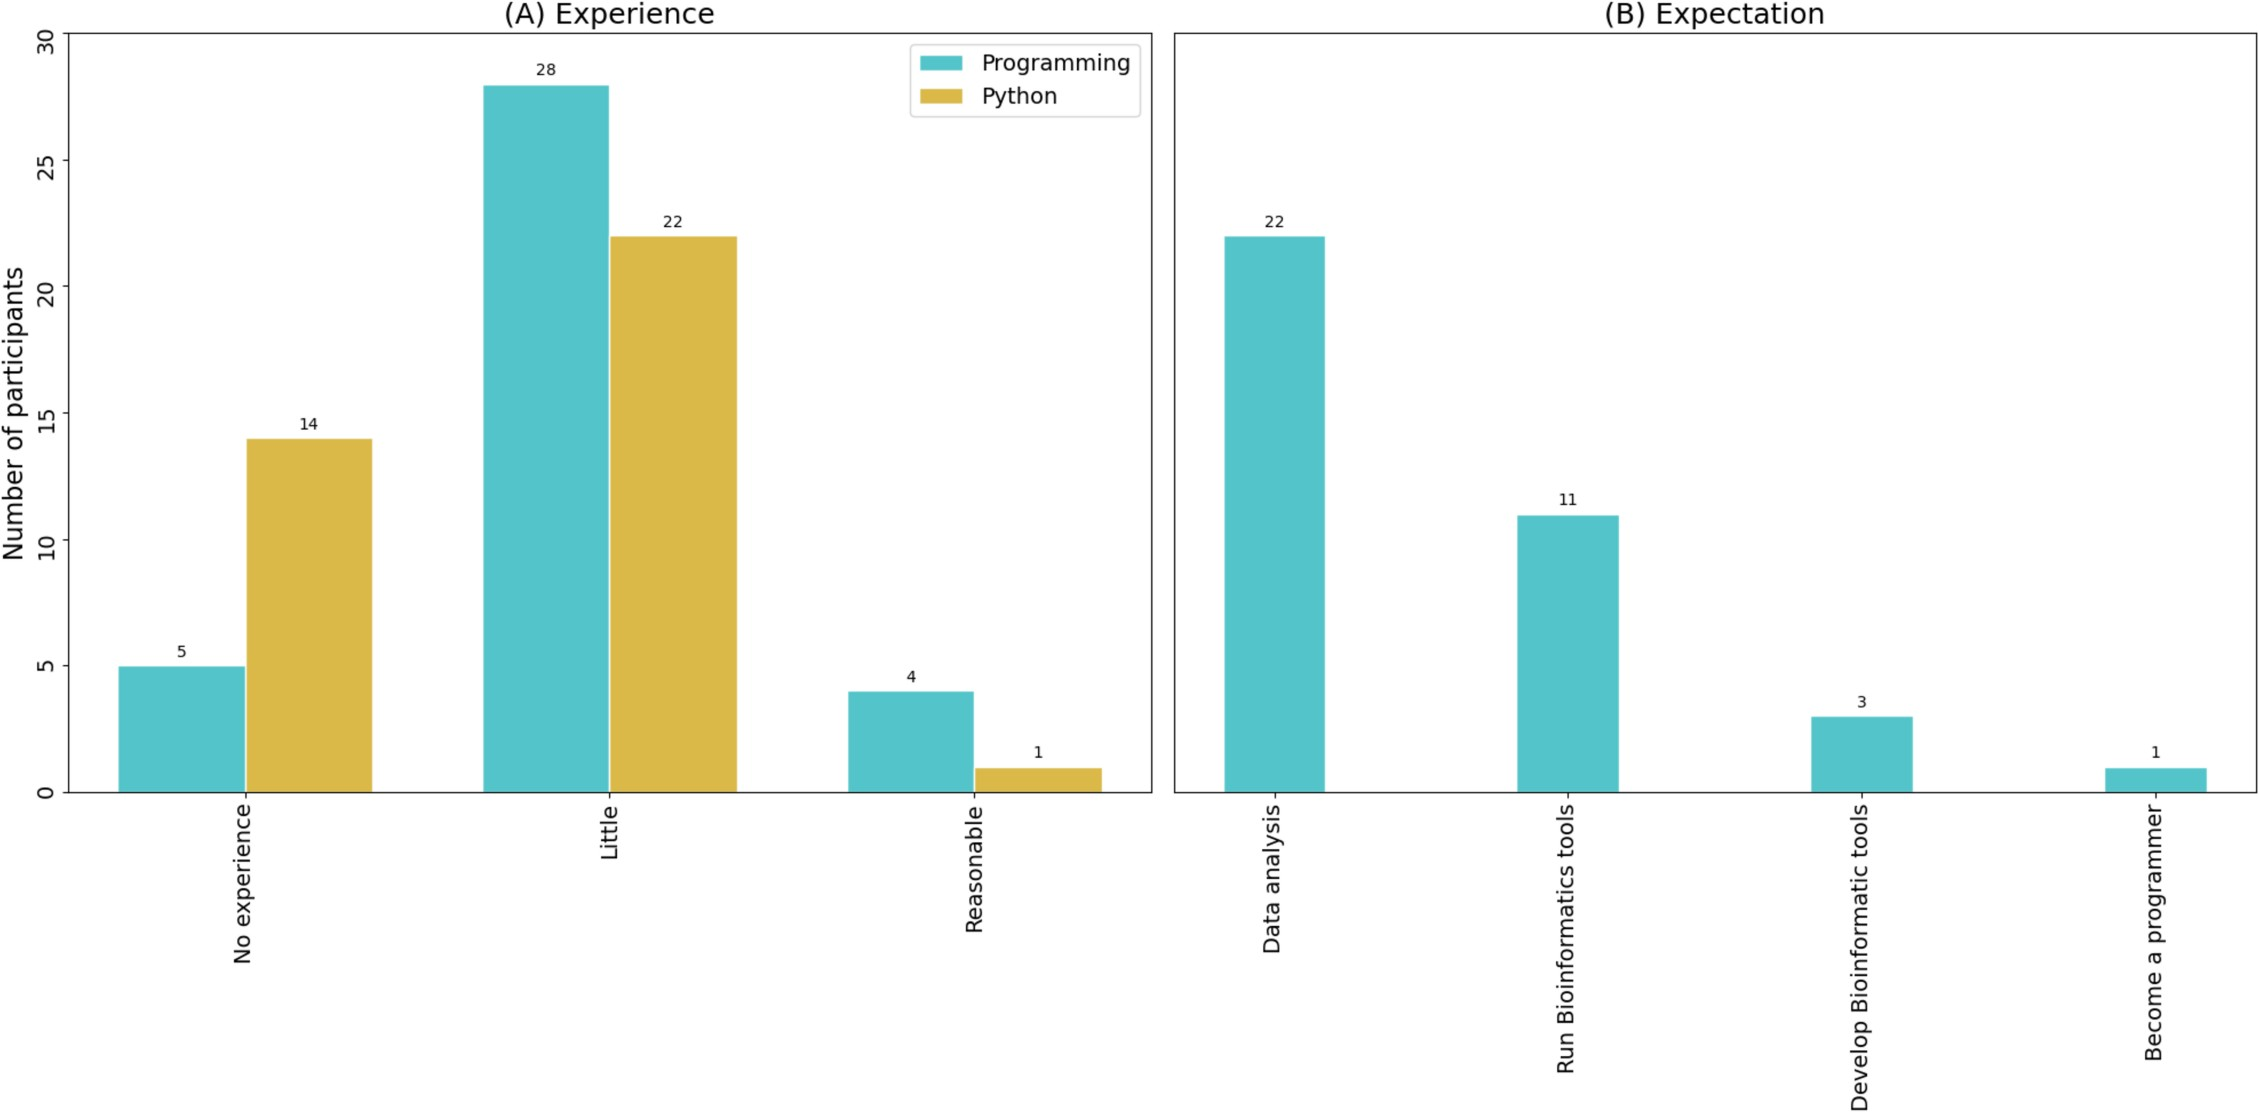 (A) Experience
(B) Expectation
Number of participants
30
25
20
15
10
5
0
Programming
Python
5
14
28
22
4
1
No experience
Little
Reasonable
22
11
3
1
Data analysis
Run Bioinformatics tools
Develop Bioinformatic tools
Become a programmer